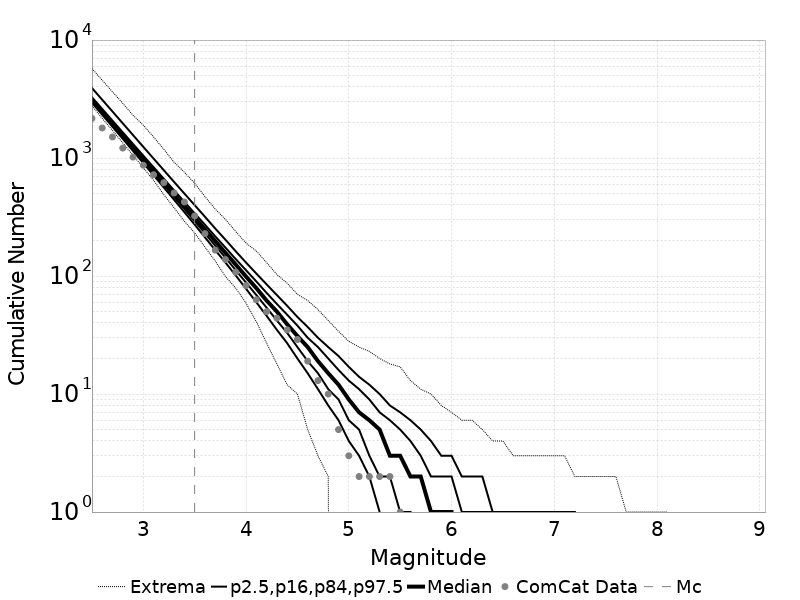 10^4
10^3
10^2
10^1
10^0
Cumulative Number
3 4 5 6 7 8 9
Magnitude
Extrema p2.5,p16,p84,p97.5 Median ComCat Data Mc